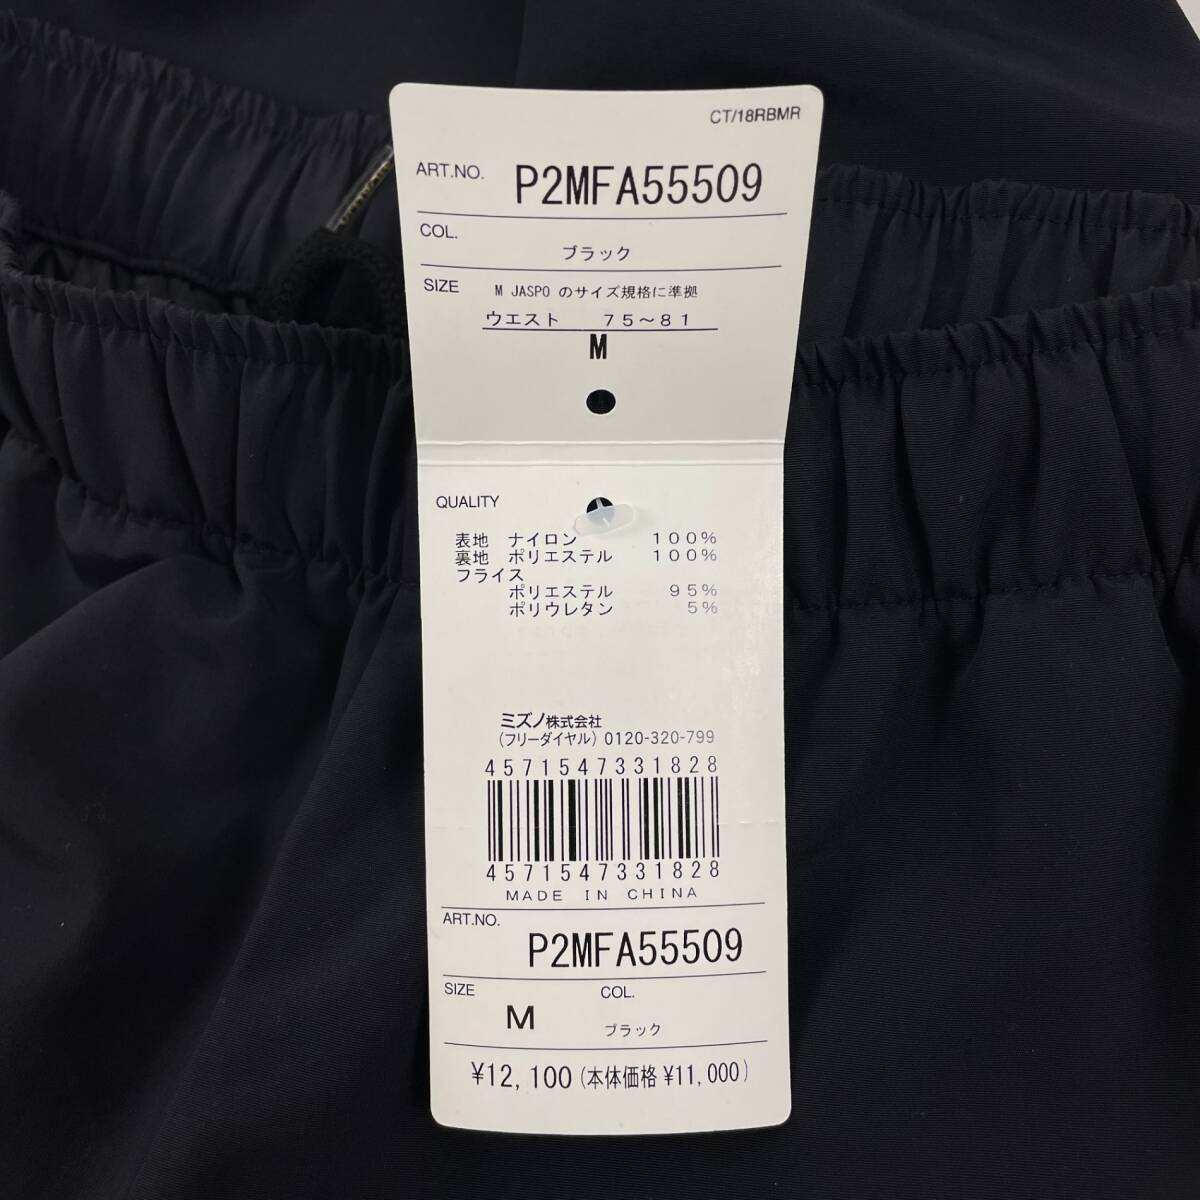 CT/18RBMR
ART.NO. P2MFA55509
COL.
ブラック
SIZE M JASPO のサイズ規格に準拠
ウエスト 75~81
M
QUALITY
表地 ナイロン 100%
裏地 ポリエステル 100%
フライス
ポリエステル 95%
ポリウレタン 5%
ミズノ株式会社
(フリーダイヤル) 0120-320-799
4571547331828
4571547331828
MADE IN CHINA
ART.NO.
P2MFA55509
SIZE COL.
M ブラック
¥12,100 (本体価格 ¥11,000)